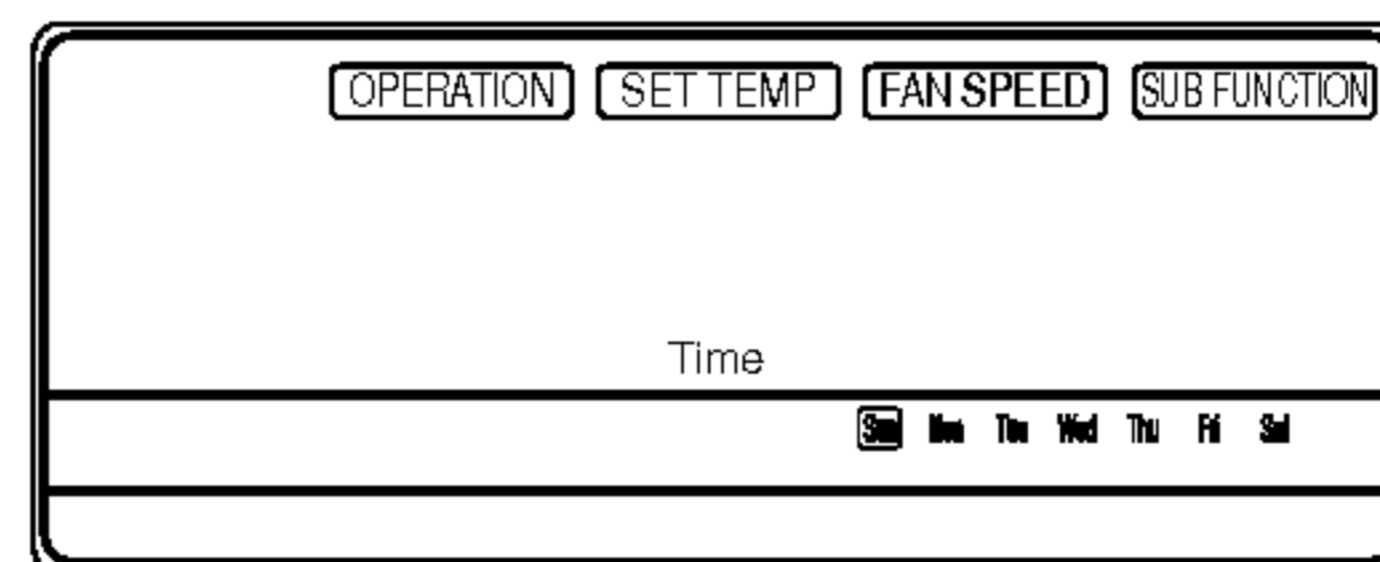 OPERATION SET TEMP FAN SPEED SUB FUNCTION
Time
Sun Mon Tue Wed Thu Fri Sat